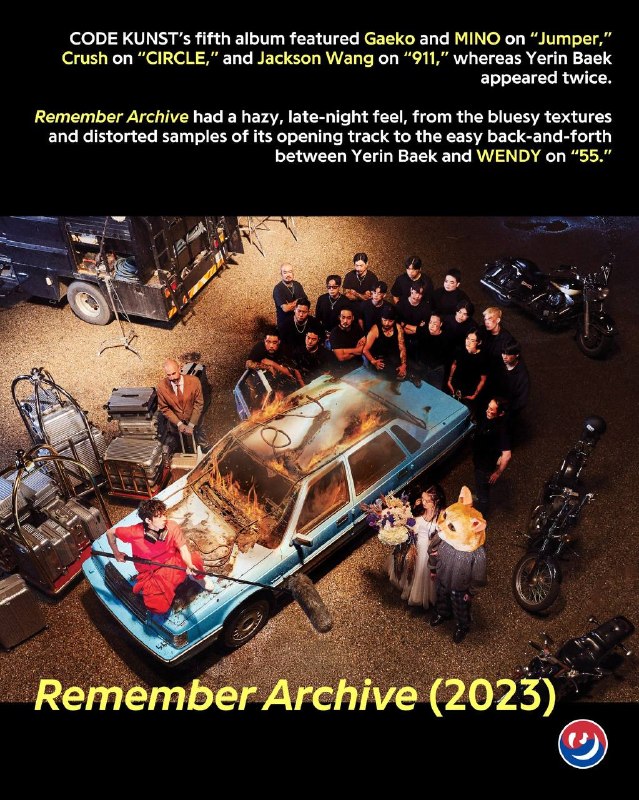 CODE KUNST’s fifth album featured Gaeko and MINO on “Jumper,”
Crush on “CIRCLE,” and Jackson Wang on “911,” whereas Yerin Baek
appeared twice.
Remember Archive had a hazy, late-night feel, from the bluesy textures
and distorted samples of its opening track to the easy back-and-forth
between Yerin Baek and WENDY on “55.”
Remember Archive (2023)